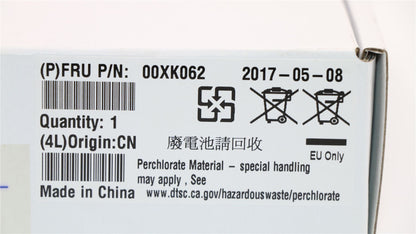 (P)FRU P/N: 00XK062 2017-05-08
Quantity: 1
(4L)Origin:CN
廢電池請回收
EU Only
Perchlorate Material - special handling
may apply , See
Made in China www.dtsc.ca.gov/hazardouswaste/perchlorate